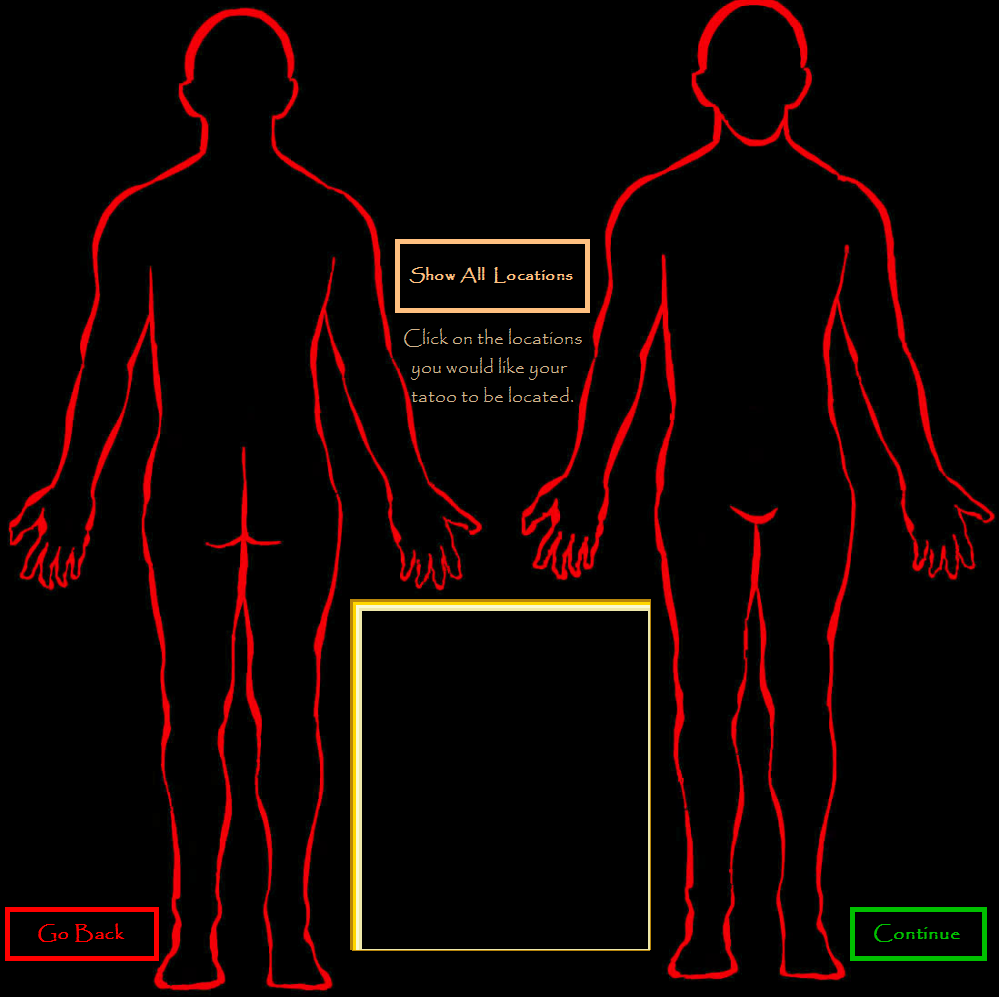 Show All Locations
Click on the locations
you would like your
tatoo to be located.
Go Back
Continue